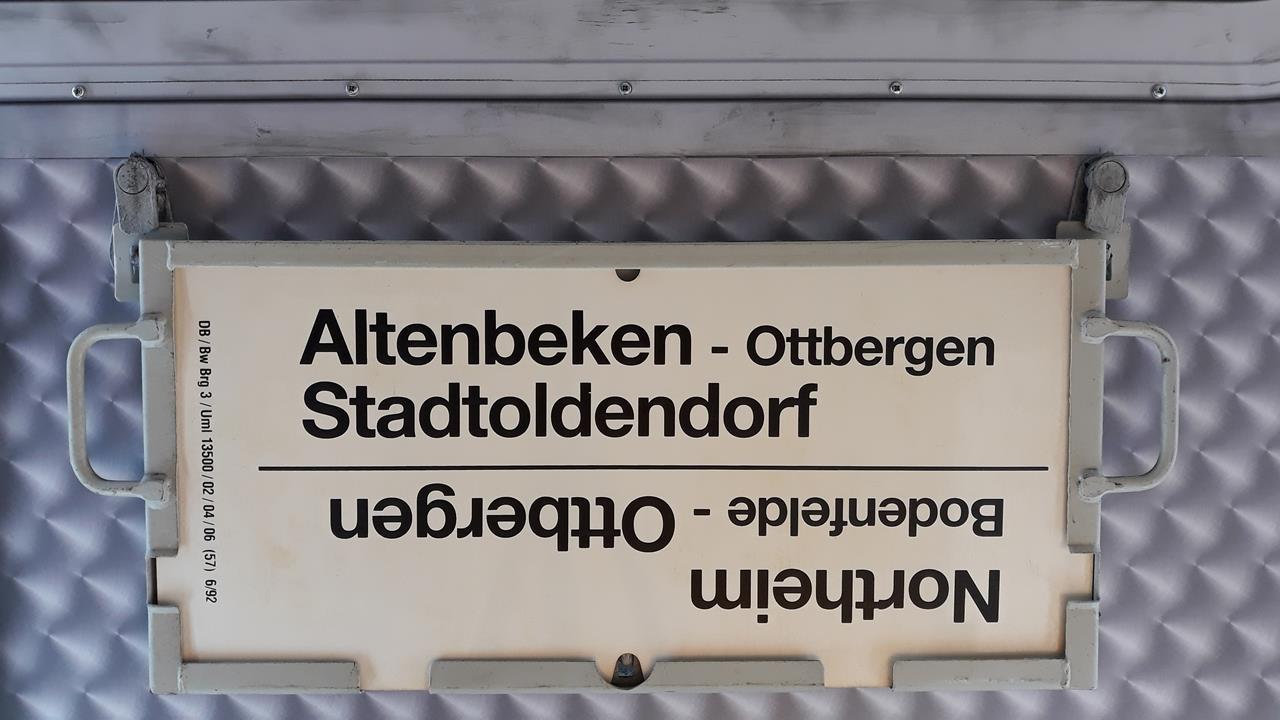 Altenbeken - Ottbergen
Stadtoldendorf
Northeim
Bodenfelde - Ottbergen
DB / Bw Brg 3 / Uml 13500 / 02 / 04 / 06 (57) 6/92